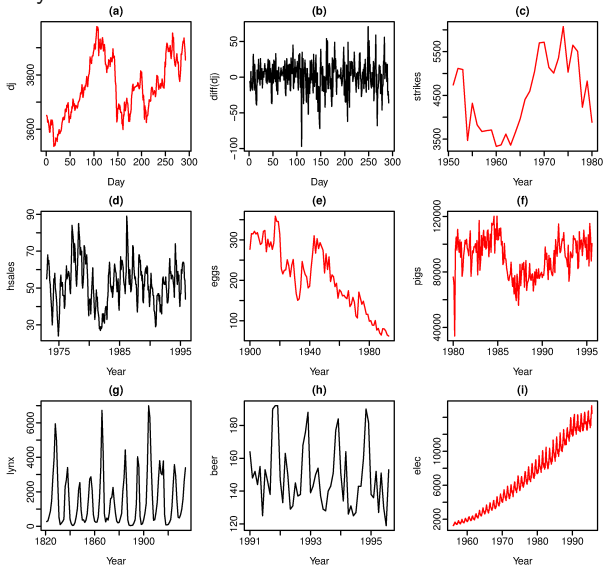 (a) (b) (c)
dj 3600 3800
0 50 100 150 200 250 300
Day
diff(dj) −100 −50 0 50
0 50 100 150 200 250 300
Day
strikes 3500 4500 5500
1950 1960 1970 1980
Year
(d) (e) (f)
hsales 30 50 70 90
1975 1985 1995
Year
eggs 100 200 300
1900 1940 1980
Year
pigs 40000 80000 120000
1980 1985 1990 1995
Year
(g) (h) (i)
lynx 0 2000 4000 6000
1820 1860 1900
Year
beer 120 140 160 180
1991 1993 1995
Year
elec 2000 6000 10000
1960 1970 1980 1990
Year